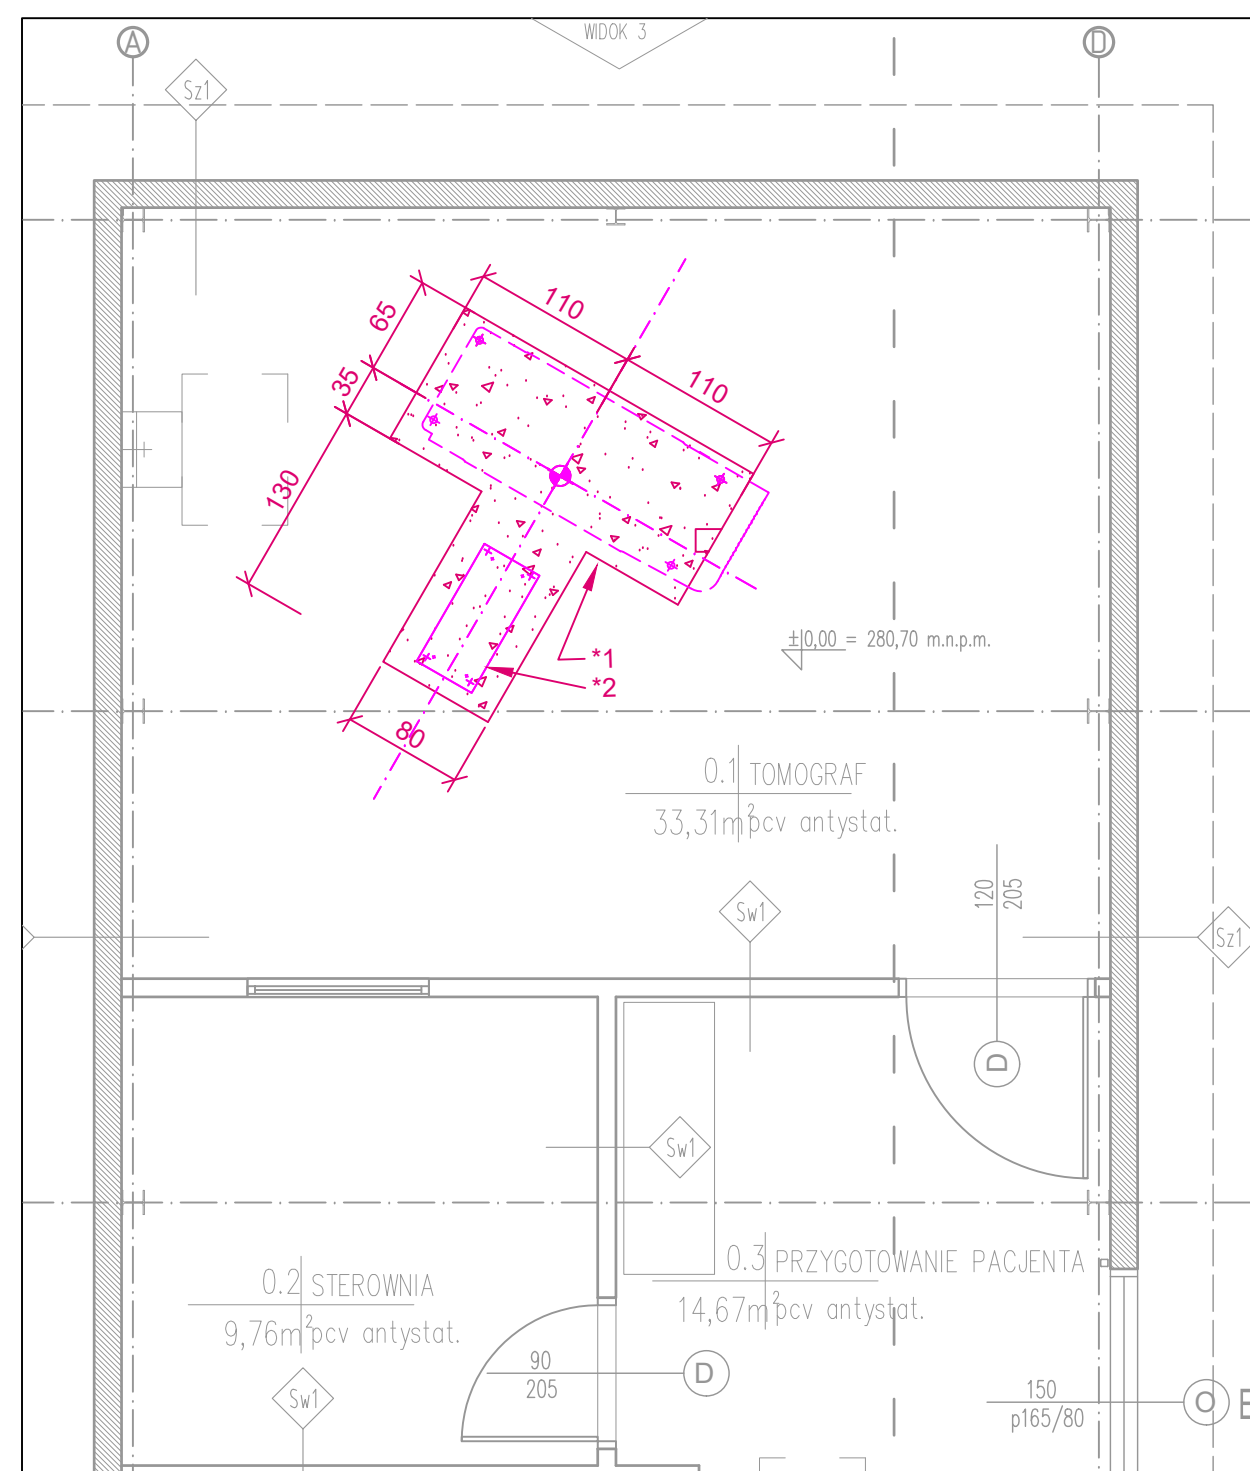 WIDOK 3
A
D
Sz1
110
65
110
35
130
*1
*2
±0,00 = 280,70 m.n.p.m.
80
0.1 TOMOGRAF
33,31m² pcv antystat.
120
205
Sw1
Sz1
D
Sw1
0.3 PRZYGOTOWANIE PACJENTA
14,67m² pcv antystat.
0.2 STEROWNIA
9,76m² pcv antystat.
90
205
D
Sw1
150
p165/80
O